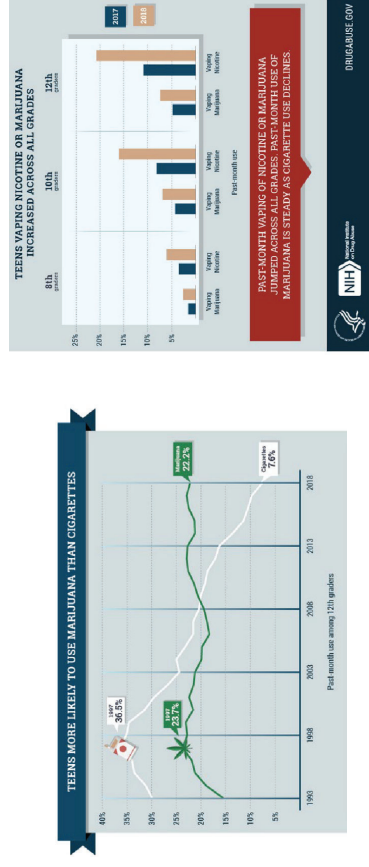 TEENS MORE LIKELY TO USE MARIJUANA THAN CIGARETTES
40%
35%
30%
25%
20%
15%
10%
5%
1997
36.5%
1997
23.7%
Marijuana
22.2%
Cigarettes
7.6%
1993
1998
2003
2008
2013
2018
Past-month use among 12th graders
TEENS VAPING NICOTINE OR MARIJUANA
INCREASED ACROSS ALL GRADES
8th
graders
10th
graders
12th
graders
2017
2018
25%
20%
15%
10%
5%
Vaping
Marijuana
Vaping
Nicotine
Vaping
Marijuana
Vaping
Nicotine
Vaping
Marijuana
Vaping
Nicotine
Past-month use
PAST-MONTH VAPING OF NICOTINE OR MARIJUANA
JUMPED ACROSS ALL GRADES. PAST-MONTH USE OF
MARIJUANA IS STEADY AS CIGARETTE USE DECLINES.
NIH
National Institute
on Drug Abuse
DRUGABUSE.GOV